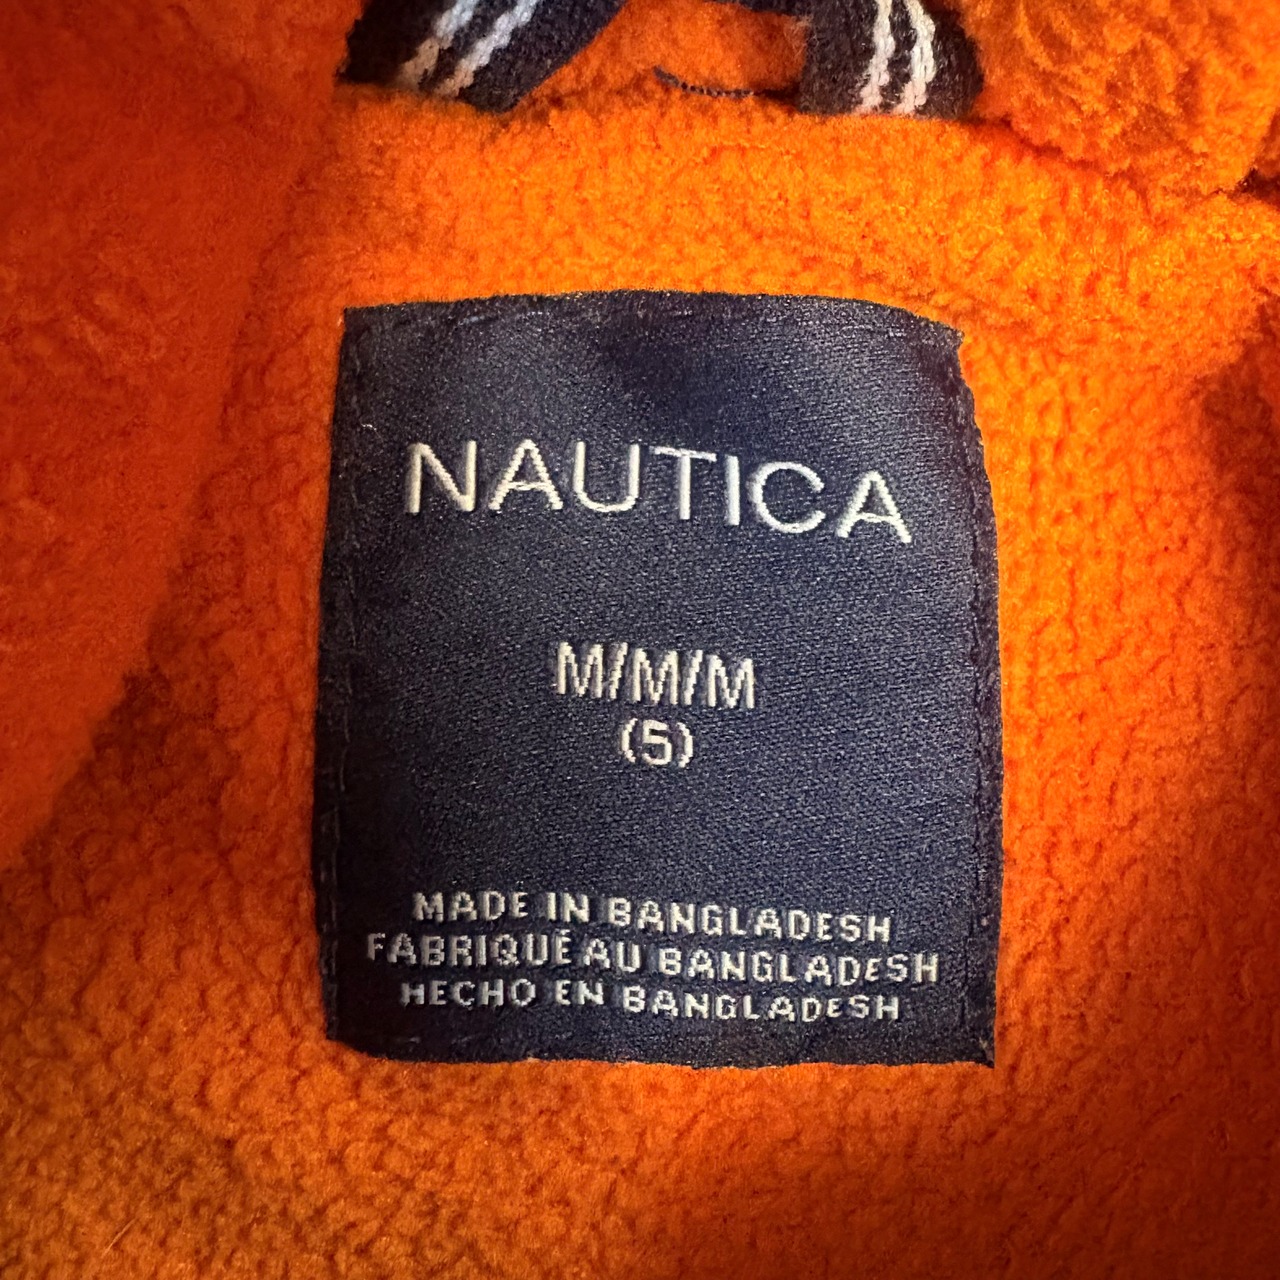 NAUTICA
M/M/M
(5)
MADE IN BANGLADESH
FABRIQUÉ AU BANGLADESH
HECHO EN BANGLADESH